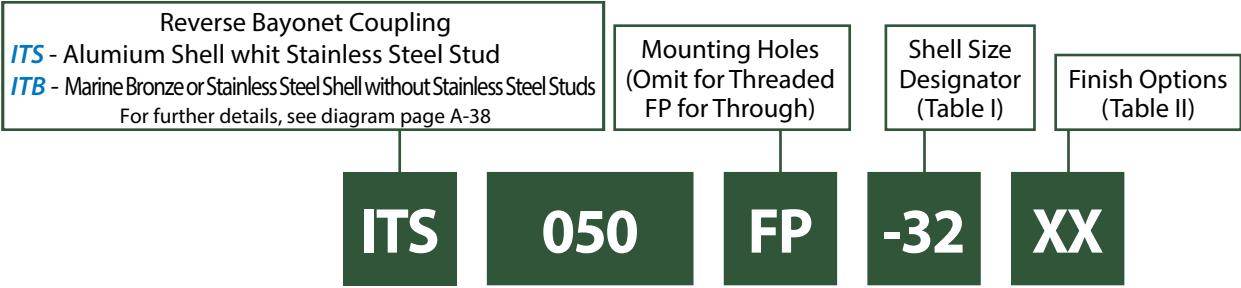 Reverse Bayonet Coupling
ITS - Alumium Shell whit Stainless Steel Stud
ITB - Marine Bronze or Stainless Steel Shell without Stainless Steel Studs
For further details, see diagram page A-38
Mounting Holes
(Omit for Threaded
FP for Through)
Shell Size
Designator
(Table I)
Finish Options
(Table II)
ITS
050
FP
-32
XX